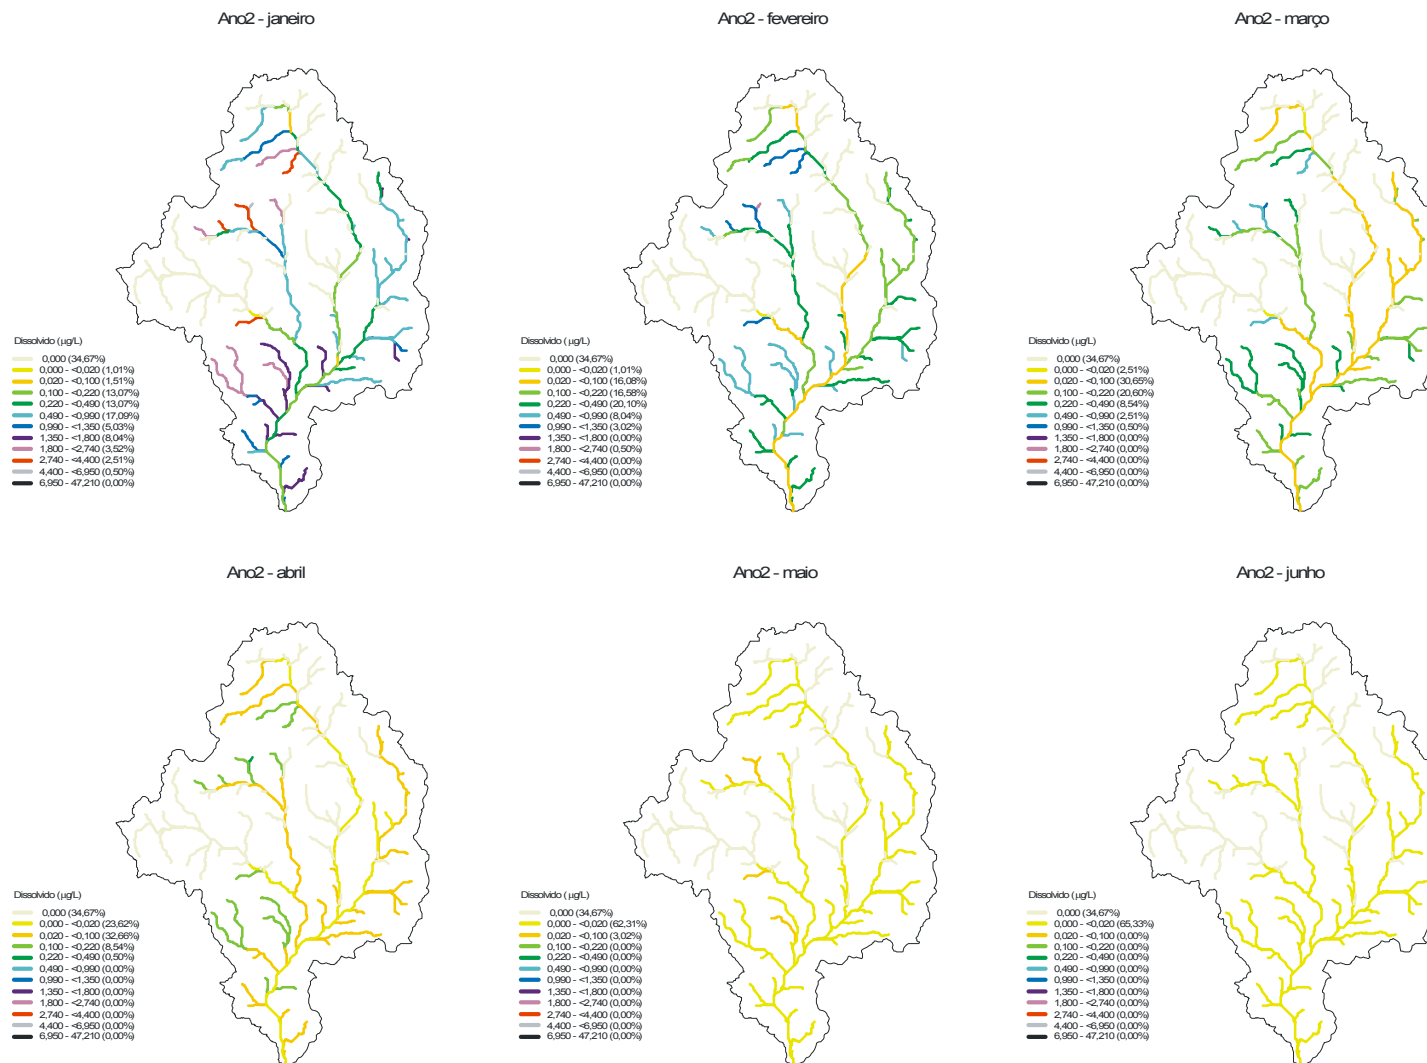 Ano2 - janeiro
Dissolvido (µg/L)
0,000 (34,67%)
0,000 - <0,020 (1,01%)
0,020 - <0,100 (1,51%)
0,100 - <0,220 (13,07%)
0,220 - <0,490 (13,07%)
0,490 - <0,990 (17,09%)
0,990 - <1,350 (5,03%)
1,350 - <1,800 (8,04%)
1,800 - <2,740 (3,52%)
2,740 - <4,400 (2,51%)
4,400 - <6,950 (0,50%)
6,950 - 47,210 (0,00%)
Ano2 - fevereiro
Dissolvido (µg/L)
0,000 (34,67%)
0,000 - <0,020 (1,01%)
0,020 - <0,100 (16,08%)
0,100 - <0,220 (16,58%)
0,220 - <0,490 (20,10%)
0,490 - <0,990 (8,04%)
0,990 - <1,350 (3,02%)
1,350 - <1,800 (0,00%)
1,800 - <2,740 (0,50%)
2,740 - <4,400 (0,00%)
4,400 - <6,950 (0,00%)
6,950 - 47,210 (0,00%)
Ano2 - março
Dissolvido (µg/L)
0,000 (34,67%)
0,000 - <0,020 (2,51%)
0,020 - <0,100 (30,65%)
0,100 - <0,220 (20,60%)
0,220 - <0,490 (8,54%)
0,490 - <0,990 (2,51%)
0,990 - <1,350 (0,50%)
1,350 - <1,800 (0,00%)
1,800 - <2,740 (0,00%)
2,740 - <4,400 (0,00%)
4,400 - <6,950 (0,00%)
6,950 - 47,210 (0,00%)
Ano2 - abril
Dissolvido (µg/L)
0,000 (34,67%)
0,000 - <0,020 (23,62%)
0,020 - <0,100 (32,66%)
0,100 - <0,220 (8,54%)
0,220 - <0,490 (0,50%)
0,490 - <0,990 (0,00%)
0,990 - <1,350 (0,00%)
1,350 - <1,800 (0,00%)
1,800 - <2,740 (0,00%)
2,740 - <4,400 (0,00%)
4,400 - <6,950 (0,00%)
6,950 - 47,210 (0,00%)
Ano2 - maio
Dissolvido (µg/L)
0,000 (34,67%)
0,000 - <0,020 (62,31%)
0,020 - <0,100 (3,02%)
0,100 - <0,220 (0,00%)
0,220 - <0,490 (0,00%)
0,490 - <0,990 (0,00%)
0,990 - <1,350 (0,00%)
1,350 - <1,800 (0,00%)
1,800 - <2,740 (0,00%)
2,740 - <4,400 (0,00%)
4,400 - <6,950 (0,00%)
6,950 - 47,210 (0,00%)
Ano2 - junho
Dissolvido (µg/L)
0,000 (34,67%)
0,000 - <0,020 (65,33%)
0,020 - <0,100 (0,00%)
0,100 - <0,220 (0,00%)
0,220 - <0,490 (0,00%)
0,490 - <0,990 (0,00%)
0,990 - <1,350 (0,00%)
1,350 - <1,800 (0,00%)
1,800 - <2,740 (0,00%)
2,740 - <4,400 (0,00%)
4,400 - <6,950 (0,00%)
6,950 - 47,210 (0,00%)